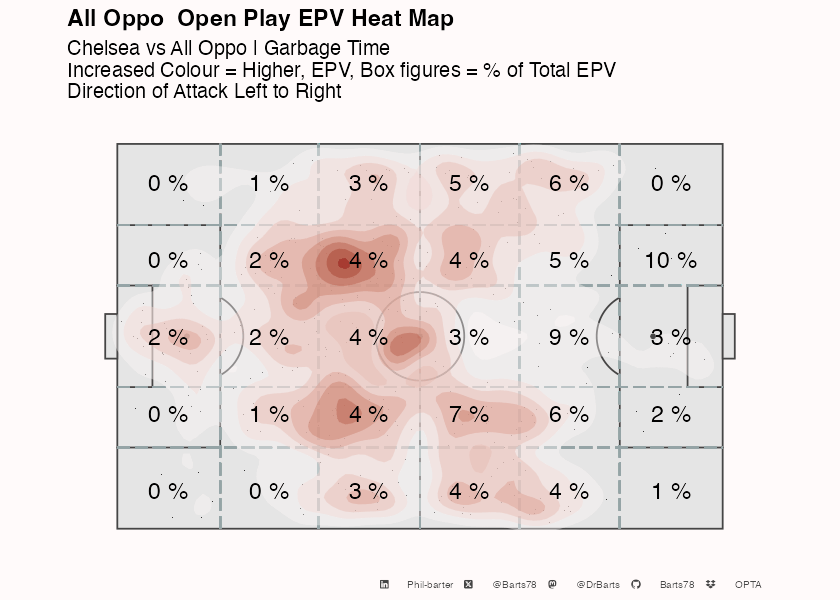 All Oppo  Open Play EPV Heat Map
Chelsea vs All Oppo | Garbage Time
Increased Colour = Higher, EPV, Box figures = % of Total EPV
Direction of Attack Left to Right
0 % 1 % 3 % 5 % 6 % 0 %
0 % 2 % 4 % 4 % 5 % 10 %
2 % 2 % 4 % 3 % 9 % 3 %
0 % 1 % 4 % 7 % 6 % 2 %
0 % 0 % 3 % 4 % 4 % 1 %
Phil-barter @Barts78 @DrBarts Barts78 OPTA